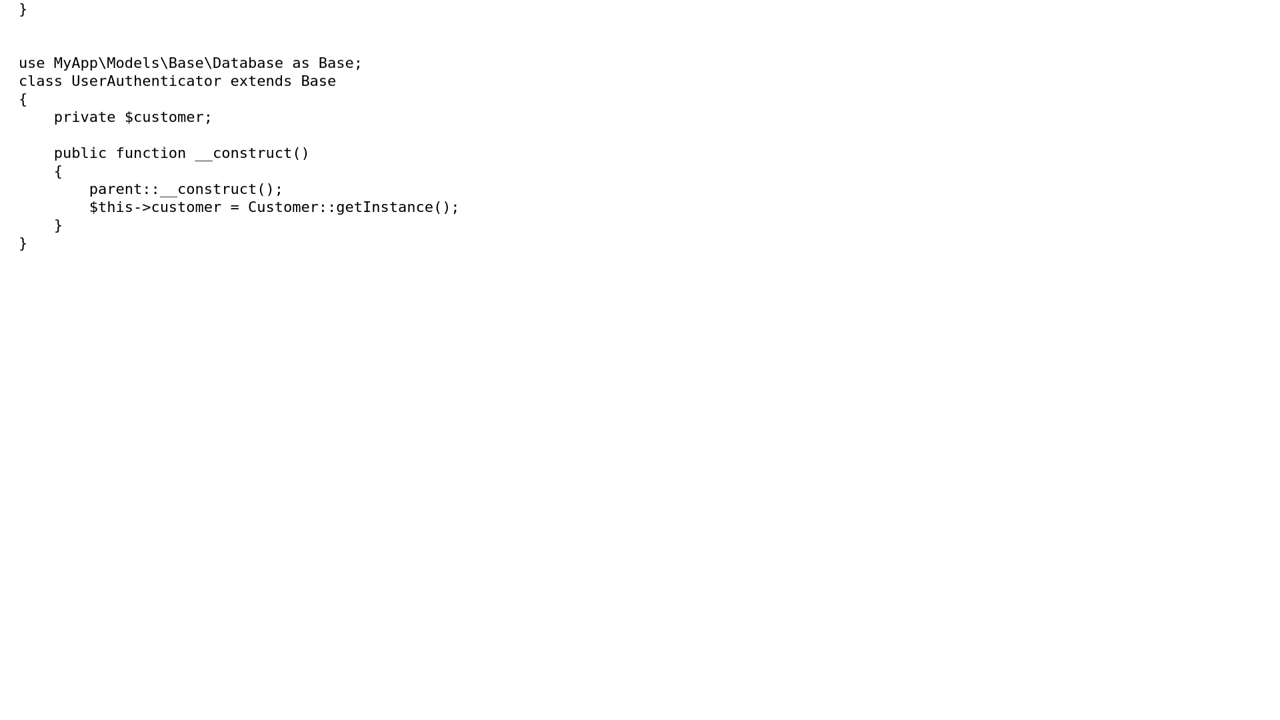 }
use MyApp\Models\Base\Database as Base;
class UserAuthenticator extends Base
{
    private $customer;
    public function __construct()
    {
        parent::__construct();
        $this->customer = Customer::getInstance();
    }
}